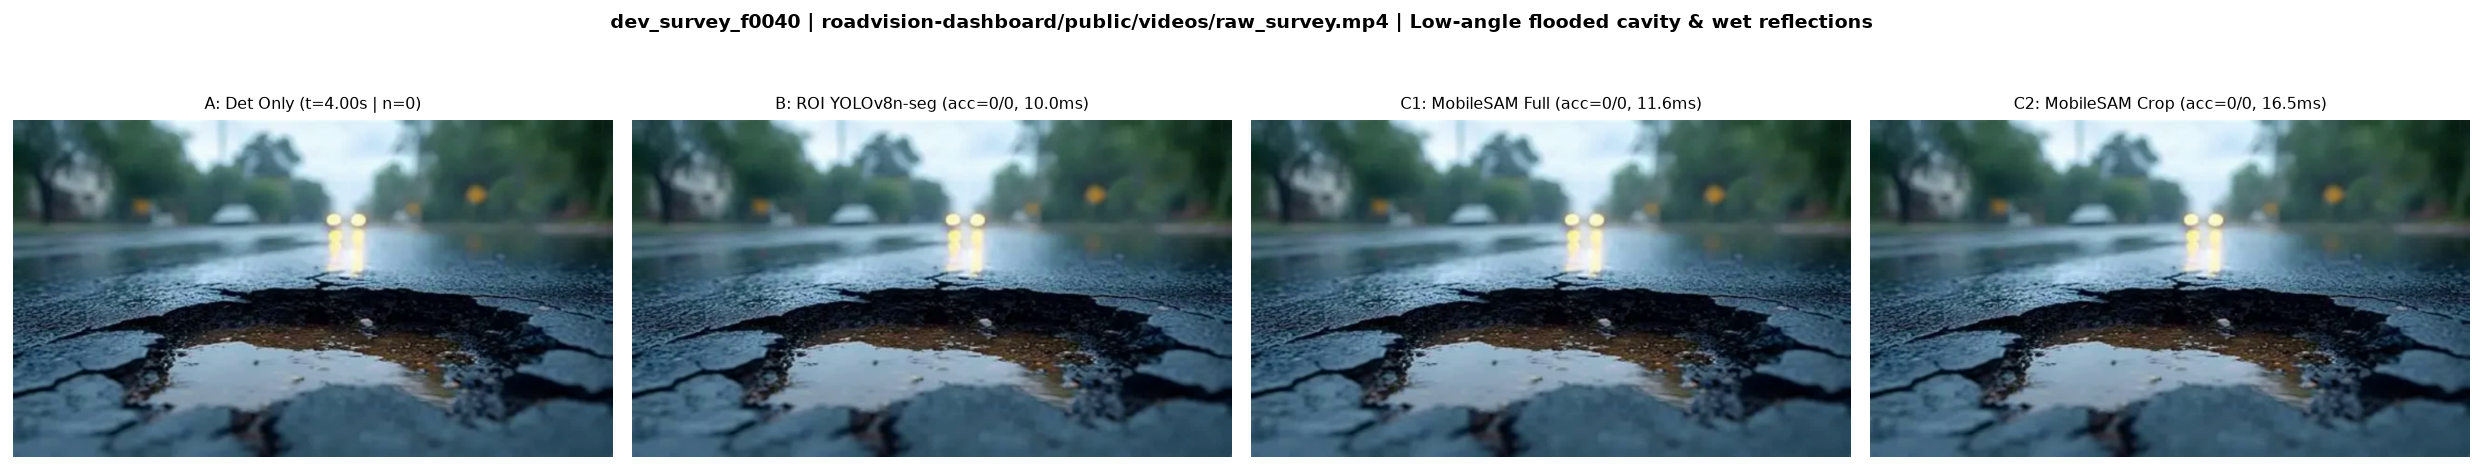 dev_survey_f0040 | roadvision-dashboard/public/videos/raw_survey.mp4 | Low-angle flooded cavity & wet reflections
A: Det Only (t=4.00s | n=0)
B: ROI YOLOv8n-seg (acc=0/0, 10.0ms)
C1: MobileSAM Full (acc=0/0, 11.6ms)
C2: MobileSAM Crop (acc=0/0, 16.5ms)